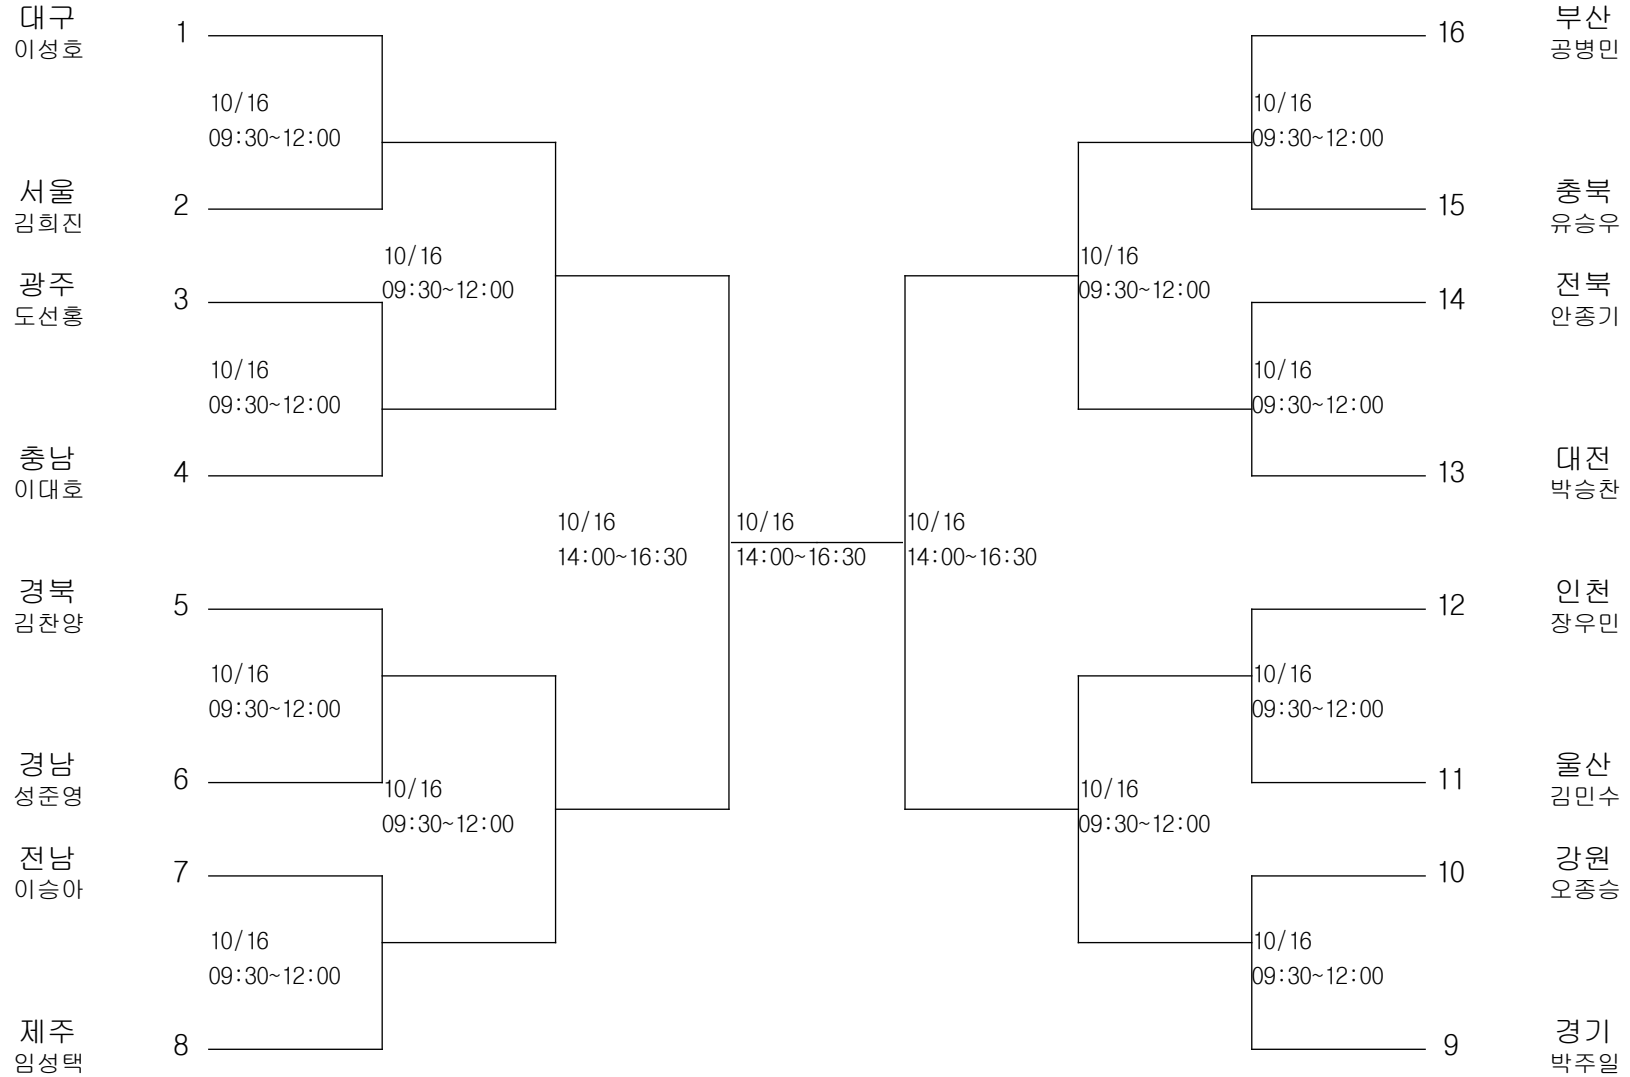 대구
이성호
1
16
부산
공병민
10/16
09:30~12:00
10/16
09:30~12:00
서울
김희진
2
15
충북
유승우
10/16
09:30~12:00
10/16
09:30~12:00
광주
도선홍
3
14
전북
안종기
10/16
09:30~12:00
10/16
09:30~12:00
충남
이대호
4
13
대전
박승찬
10/16
14:00~16:30
10/16
14:00~16:30
10/16
14:00~16:30
경북
김찬양
5
12
인천
장우민
10/16
09:30~12:00
10/16
09:30~12:00
경남
성준영
6
11
울산
김민수
10/16
09:30~12:00
10/16
09:30~12:00
전남
이승아
7
10
강원
오종승
10/16
09:30~12:00
10/16
09:30~12:00
제주
임성택
8
9
경기
박주일